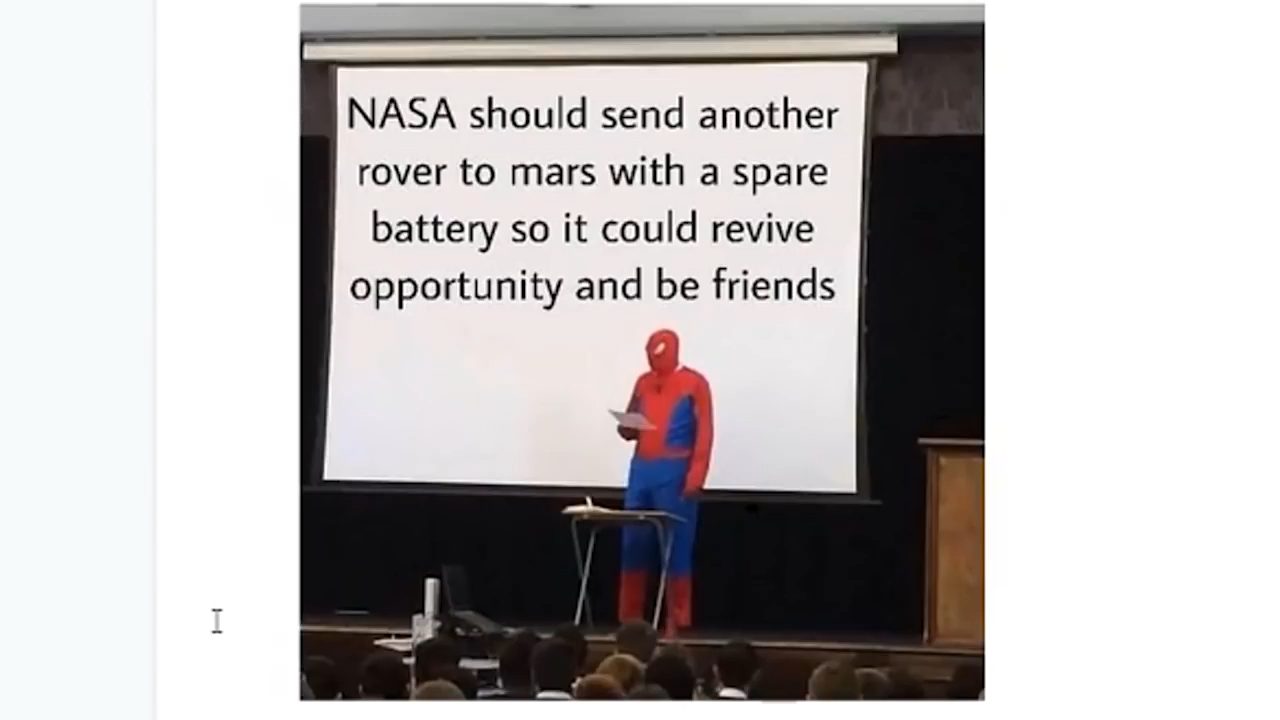 NASA should send another
rover to mars with a spare
battery so it could revive
opportunity and be friends